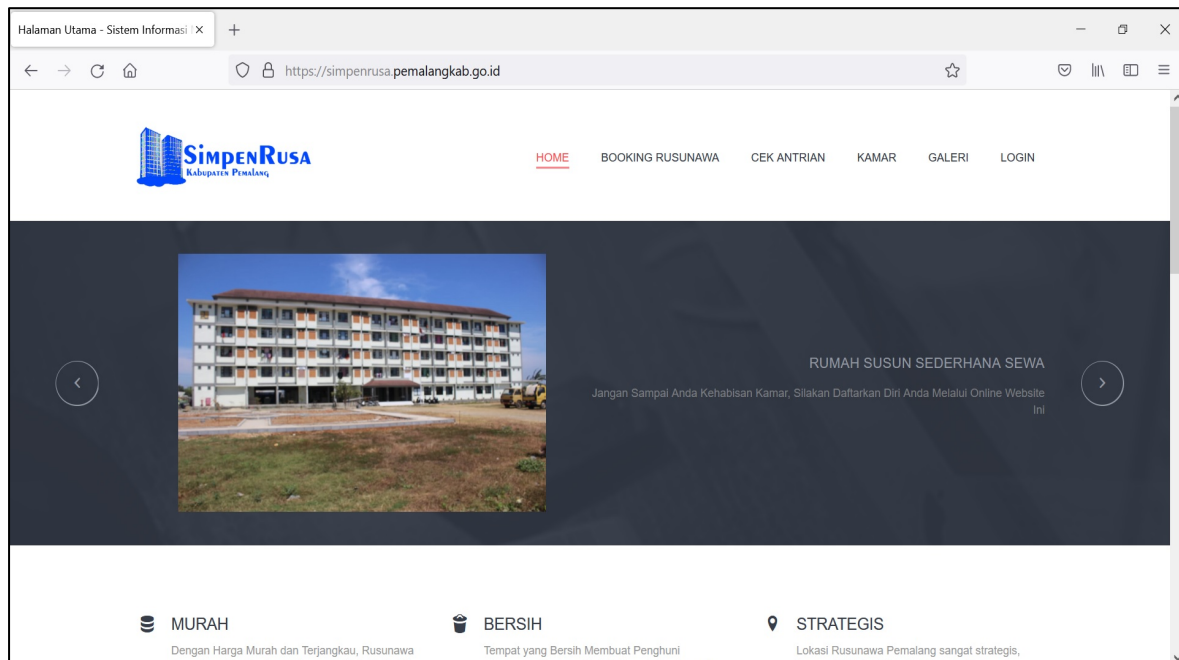 Halaman Utama - Sistem Informasi
https://simpenrusa.pemalangkab.go.id
SimpenRusa
Kabupaten Pemalang
HOME BOOKING RUSUNAWA CEK ANTRIAN KAMAR GALERI LOGIN
RUMAH SUSUN SEDERHANA SEWA
Jangan Sampai Anda Kehabisan Kamar, Silakan Daftarkan Diri Anda Melalui Online Website
Ini
MURAH
Dengan Harga Murah dan Terjangkau, Rusunawa
BERSIH
Tempat yang Bersih Membuat Penghuni
STRATEGIS
Lokasi Rusunawa Pemalang sangat strategis,